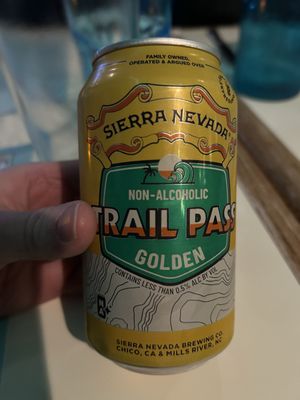 FAMILY OWNED,
OPERATED & ARGUED OVER
SIERRA NEVADA
NON-ALCOHOLIC
TRAIL PASS
GOLDEN
CONTAINS LESS THAN 0.5% ALC BY VOL
SIERRA NEVADA BREWING CO.
CHICO, CA & MILLS RIVER, NC